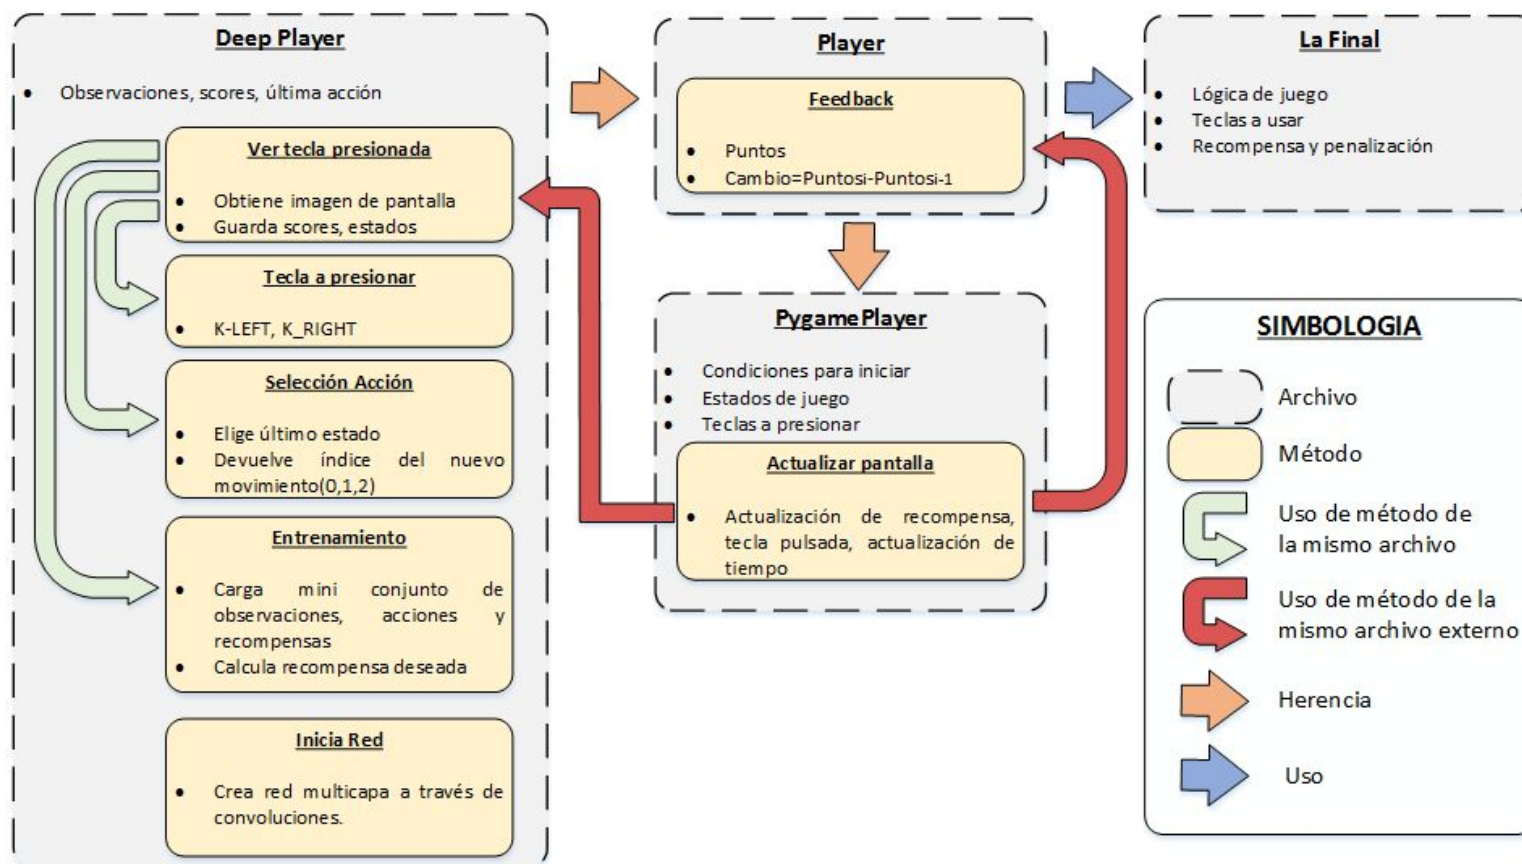 Deep Player
• Observaciones, scores, última acción
Ver tecla presionada
• Obtiene imagen de pantalla
• Guarda scores, estados
Tecla a presionar
• K-LEFT, K_RIGHT
Selección Acción
• Elige último estado
• Devuelve índice del nuevo
movimiento(0,1,2)
Entrenamiento
• Carga mini conjunto de
observaciones, acciones y
recompensas
• Calcula recompensa deseada
Inicia Red
• Crea red multicapa a través de
convoluciones.
Player
Feedback
• Puntos
• Cambio=Puntosi-Puntosi-1
PygamePlayer
• Condiciones para iniciar
• Estados de juego
• Teclas a presionar
Actualizar pantalla
• Actualización de recompensa,
tecla pulsada, actualización de
tiempo
La Final
• Lógica de juego
• Teclas a usar
• Recompensa y penalización
SIMBOLOGIA
Archivo
Método
Uso de método de
la mismo archivo
Uso de método de la
mismo archivo externo
Herencia
Uso